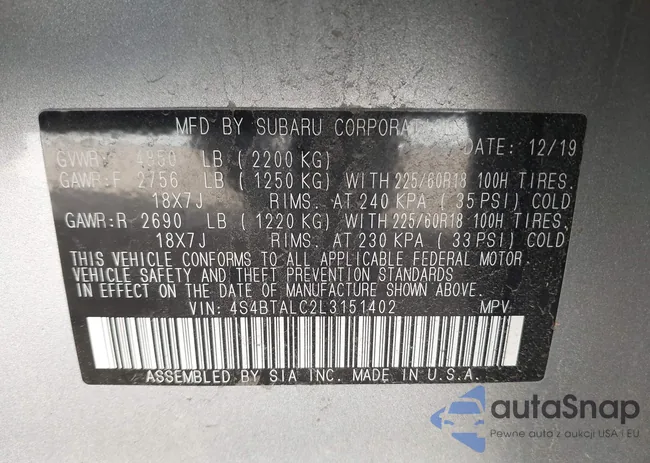 MFD BY SUBARU CORPORATION
DATE: 12/19
GVWR: 4850 LB ( 2200 KG)
GAWR:F 2756 LB ( 1250 KG) WITH 225/60R18 100H TIRES.
18X7J RIMS. AT 240 KPA ( 35 PSI) COLD
GAWR:R 2690 LB ( 1220 KG) WITH 225/60R18 100H TIRES.
18X7J RIMS. AT 230 KPA ( 33 PSI) COLD
THIS VEHICLE CONFORMS TO ALL APPLICABLE FEDERAL MOTOR.
VEHICLE SAFETY AND THEFT PREVENTION STANDARDS
IN EFFECT ON THE DATE OF MANUFACTURE SHOWN ABOVE.
VIN: 4S4BTALC2L3151402 MPV
ASSEMBLED BY SIA INC. MADE IN U.S.A.
autaSnap
Pewne auta z aukcji USA i EU